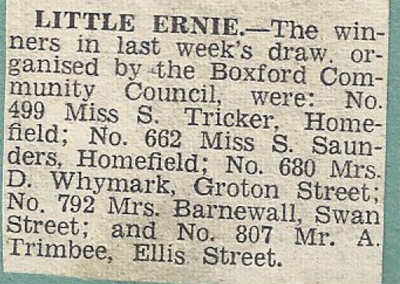 LITTLE ERNIE.—The win-
ners in last week's draw, or-
ganised by the Boxford Com-
munity Council, were: No.
499 Miss S. Tricker, Home-
field; No. 662 Miss S. Saun-
ders, Homefield; No. 680 Mrs.
D. Whymark, Groton Street;
No. 792 Mrs. Barnewall, Swan
Street; and No. 807 Mr. A.
Trimbee, Ellis Street.